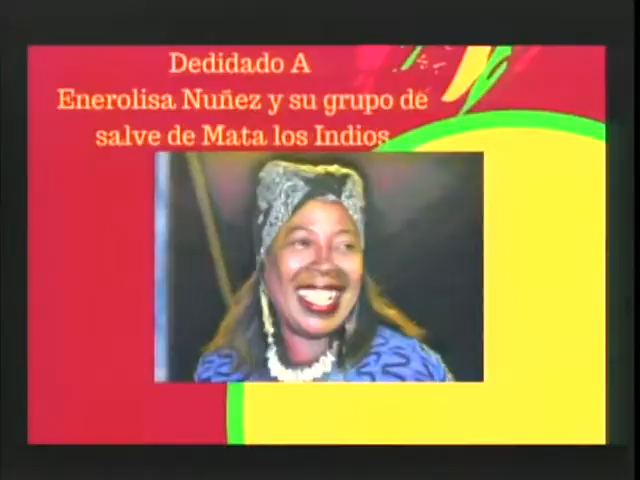 Dedidado A
Enerolisa Nuñez y su grupo de
salve de Mata los Indios